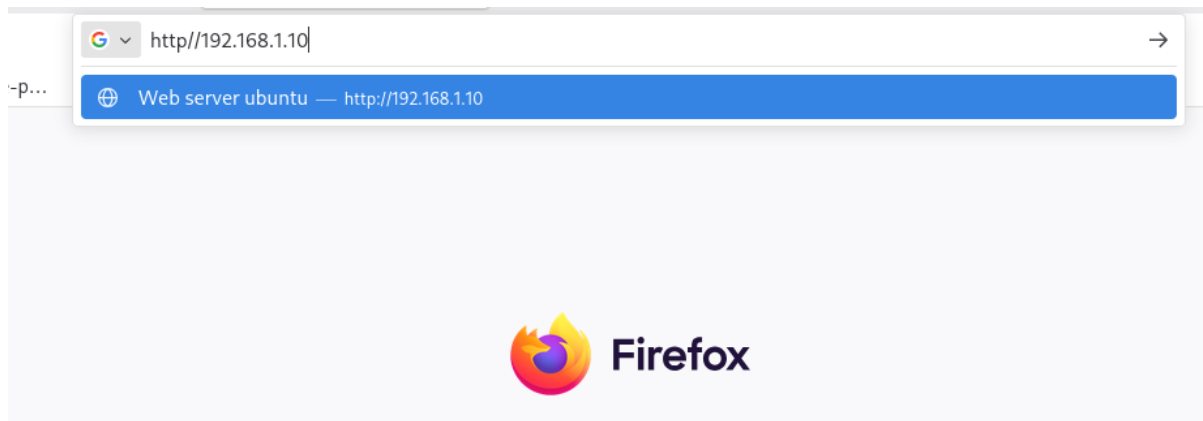 http//192.168.1.10
-p...
Web server ubuntu — http://192.168.1.10
Firefox